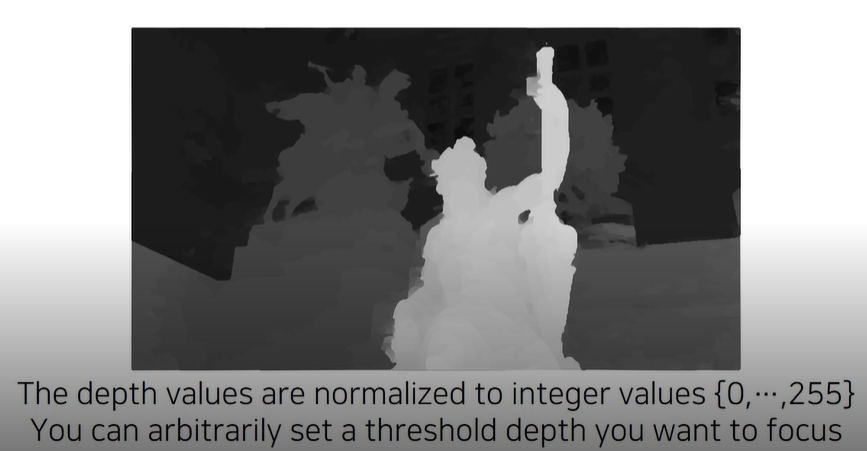 The depth values are normalized to integer values {0,⋯,255}
You can arbitrarily set a threshold depth you want to focus